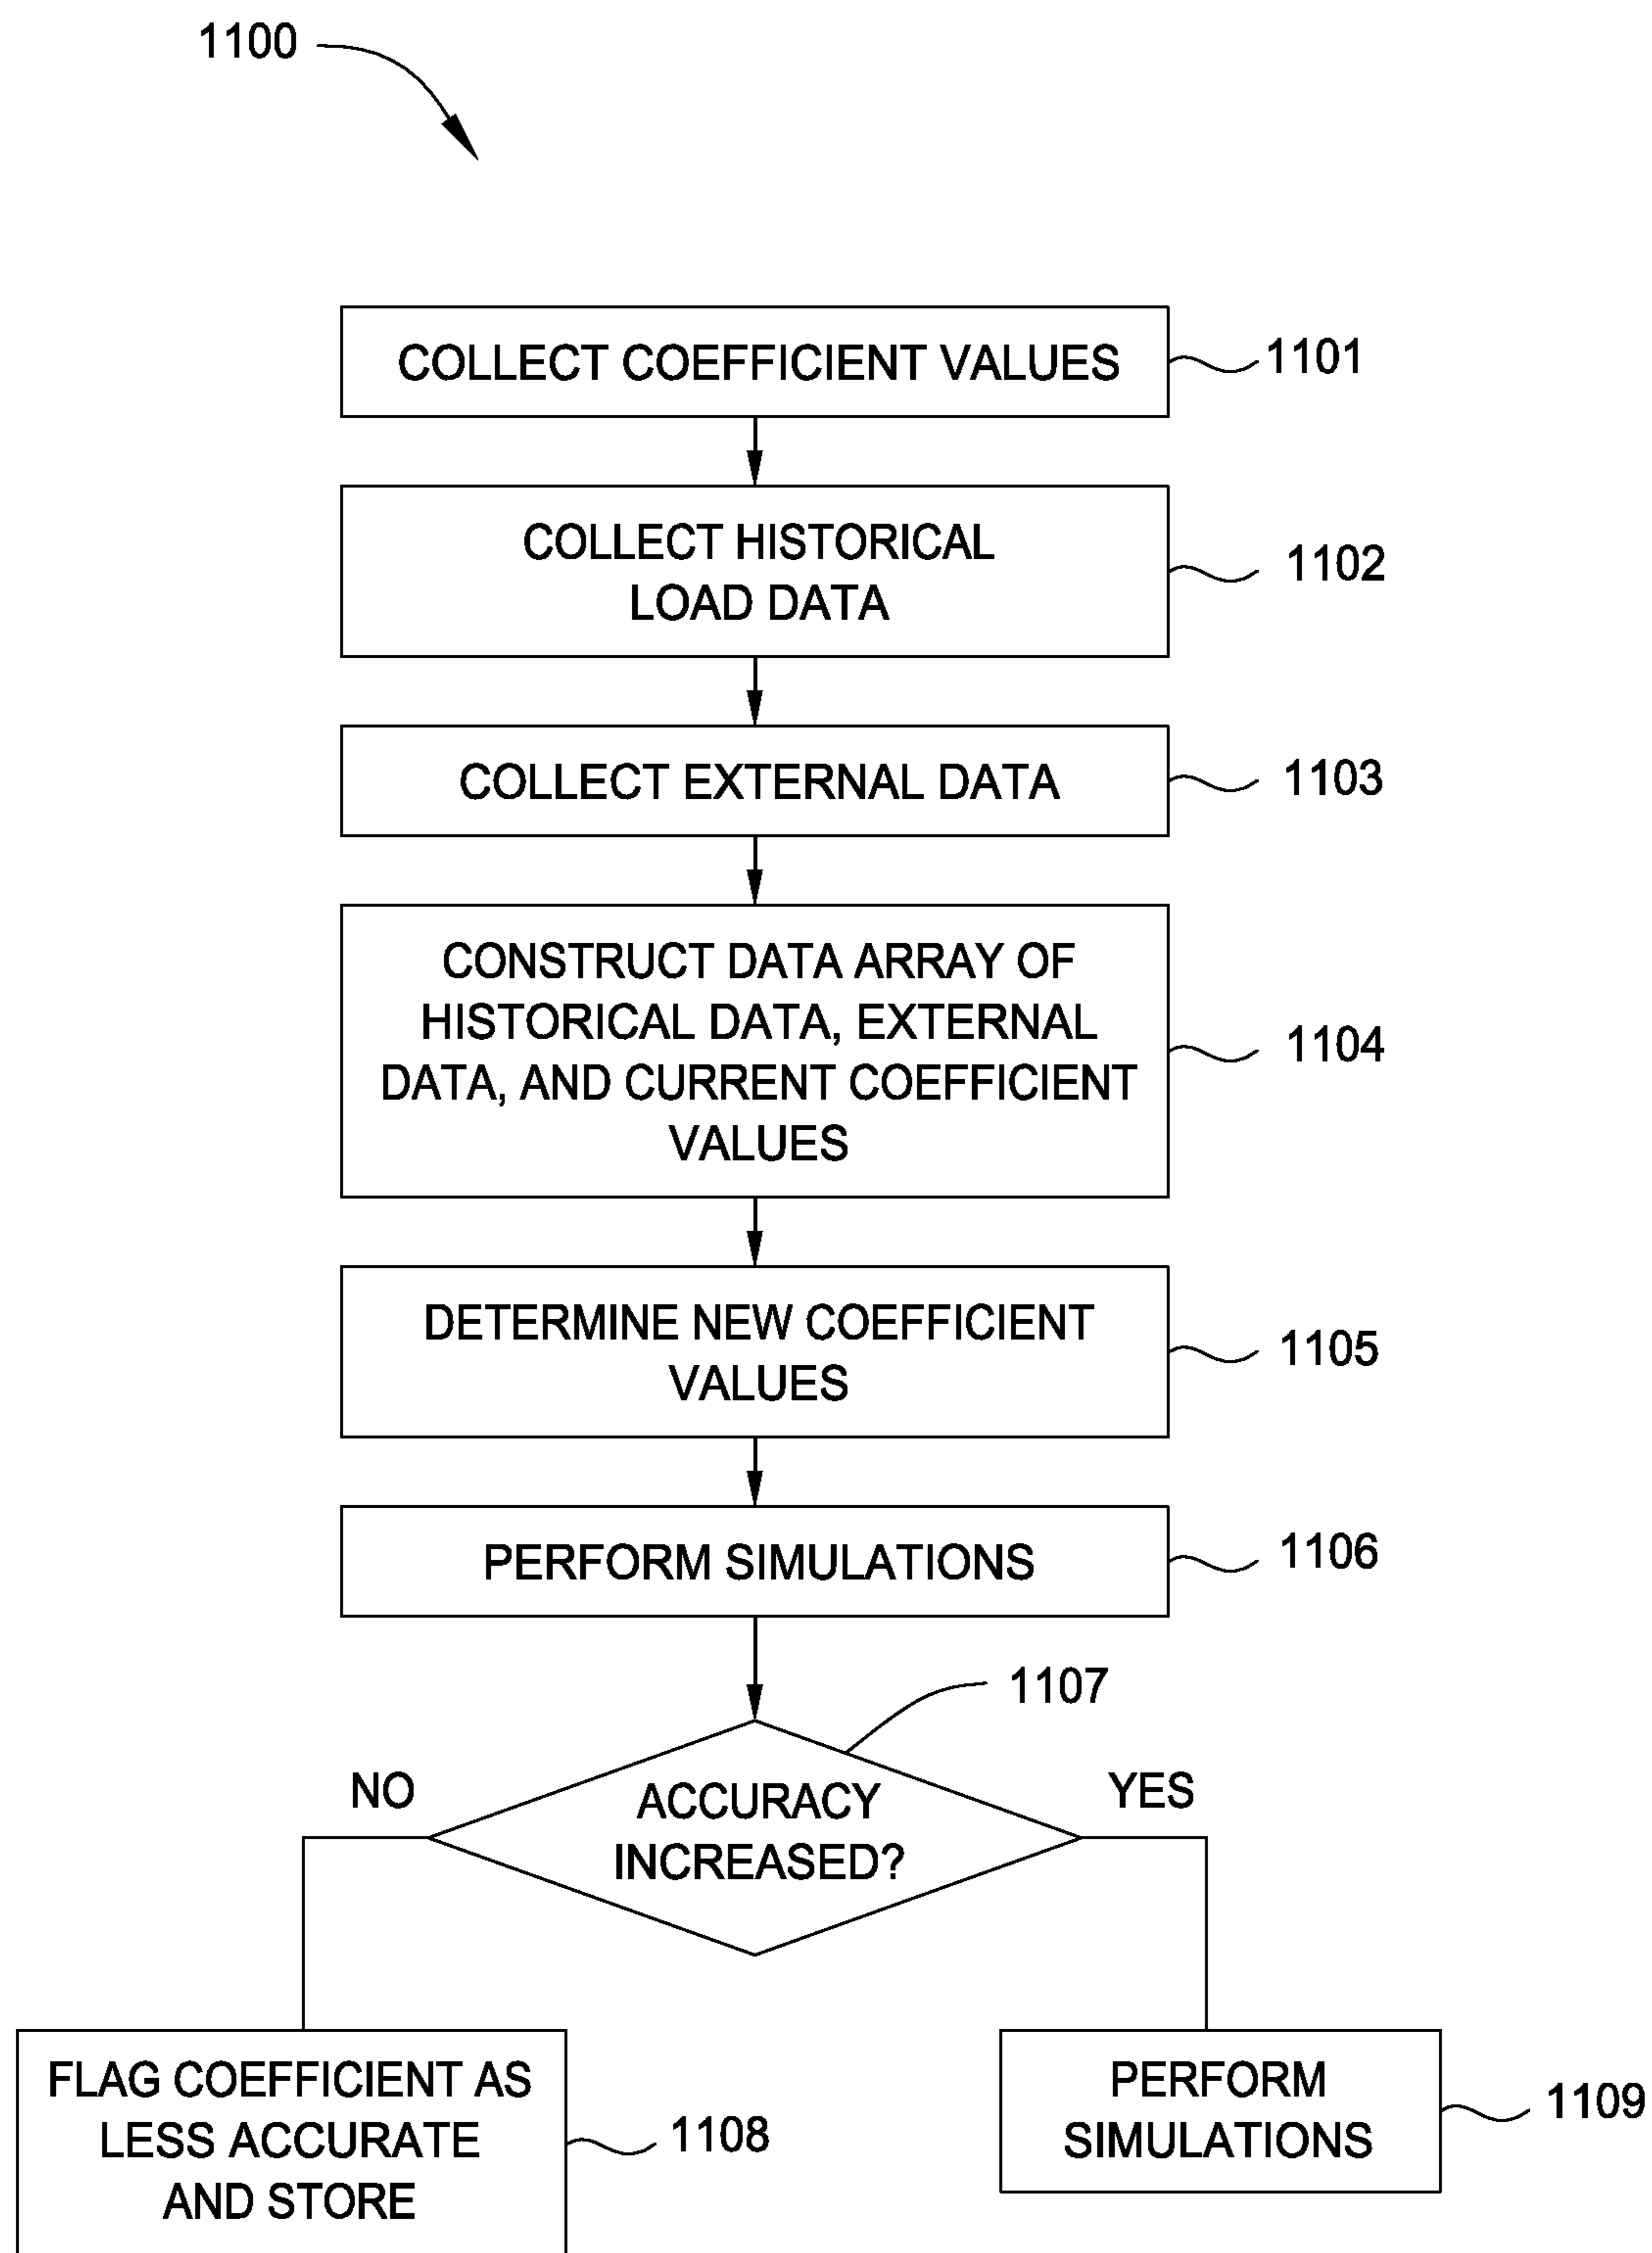 1100
COLLECT COEFFICIENT VALUES
1101
COLLECT HISTORICAL
LOAD DATA
1102
COLLECT EXTERNAL DATA
1103
CONSTRUCT DATA ARRAY OF
HISTORICAL DATA, EXTERNAL
DATA, AND CURRENT COEFFICIENT
VALUES
1104
DETERMINE NEW COEFFICIENT
VALUES
1105
PERFORM SIMULATIONS
1106
1107
NO
ACCURACY
INCREASED?
YES
FLAG COEFFICIENT AS
LESS ACCURATE
AND STORE
1108
PERFORM
SIMULATIONS
1109